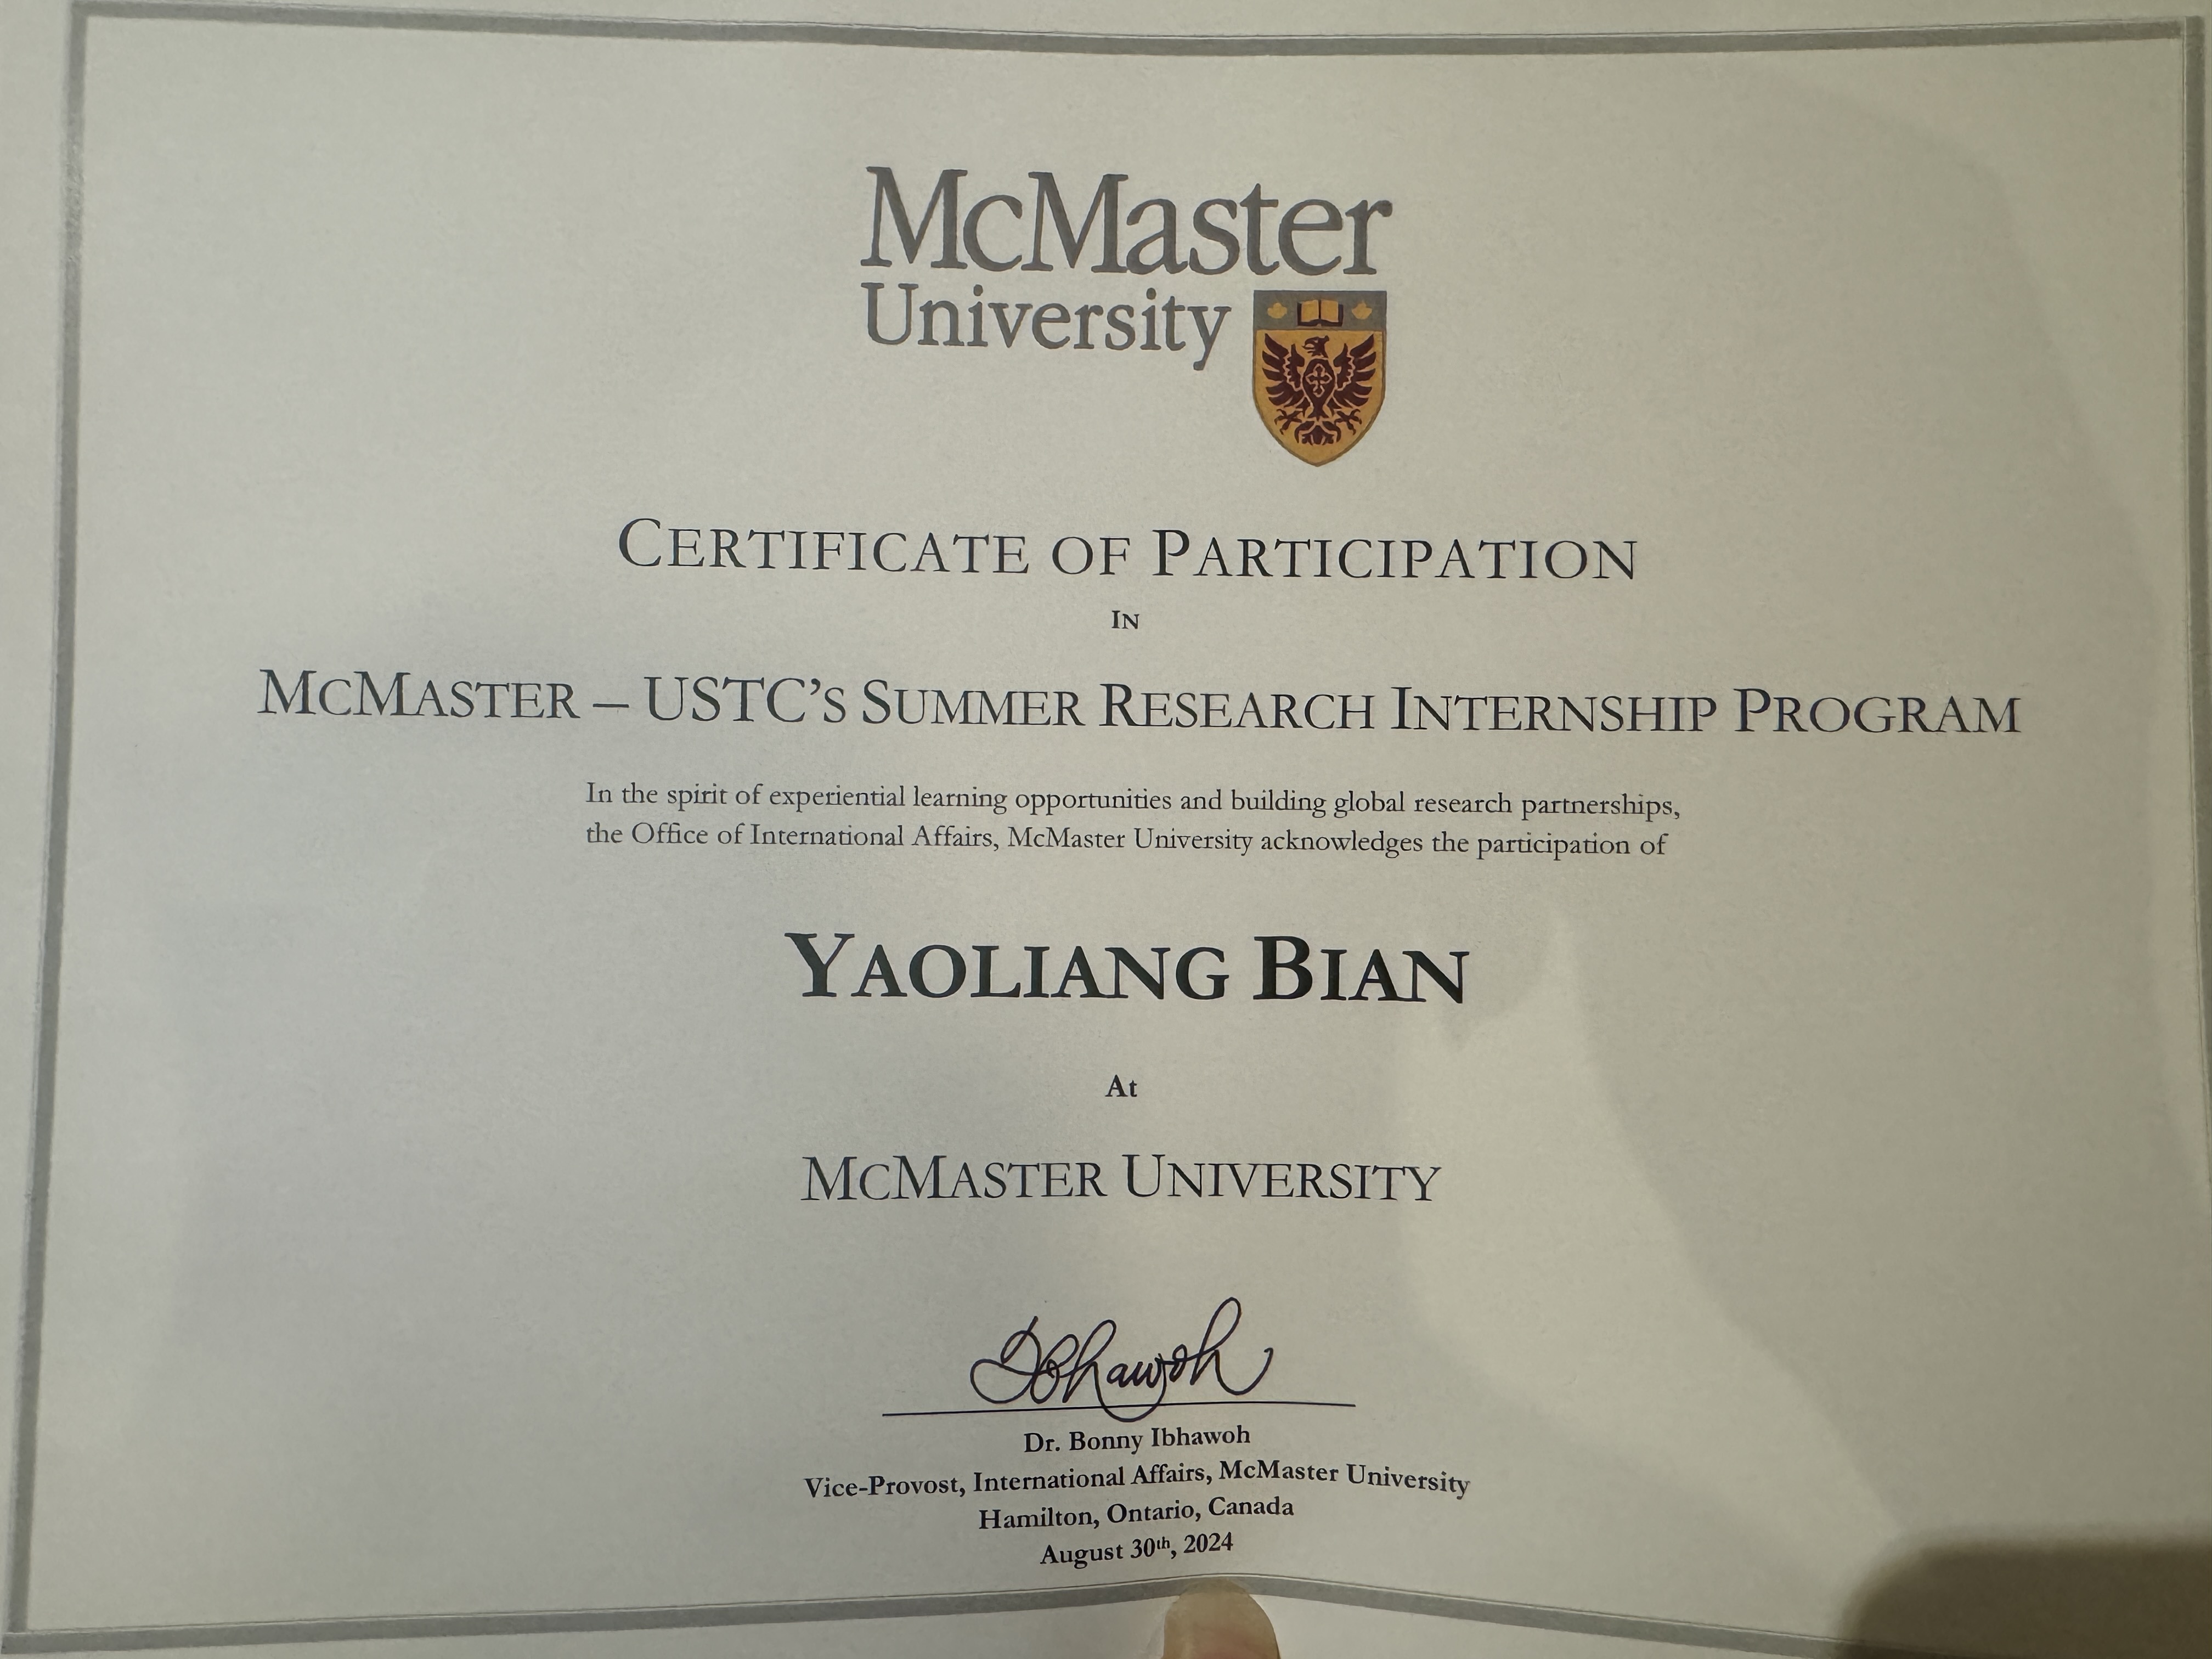 McMaster
University
CERTIFICATE OF PARTICIPATION
IN
MCMASTER – USTC'S SUMMER RESEARCH INTERNSHIP PROGRAM
In the spirit of experiential learning opportunities and building global research partnerships,
the Office of International Affairs, McMaster University acknowledges the participation of
YAOLIANG BIAN
At
MCMASTER UNIVERSITY
Ibhawoh
Dr. Bonny Ibhawoh
Vice-Provost, International Affairs, McMaster University
Hamilton, Ontario, Canada
August 30th, 2024